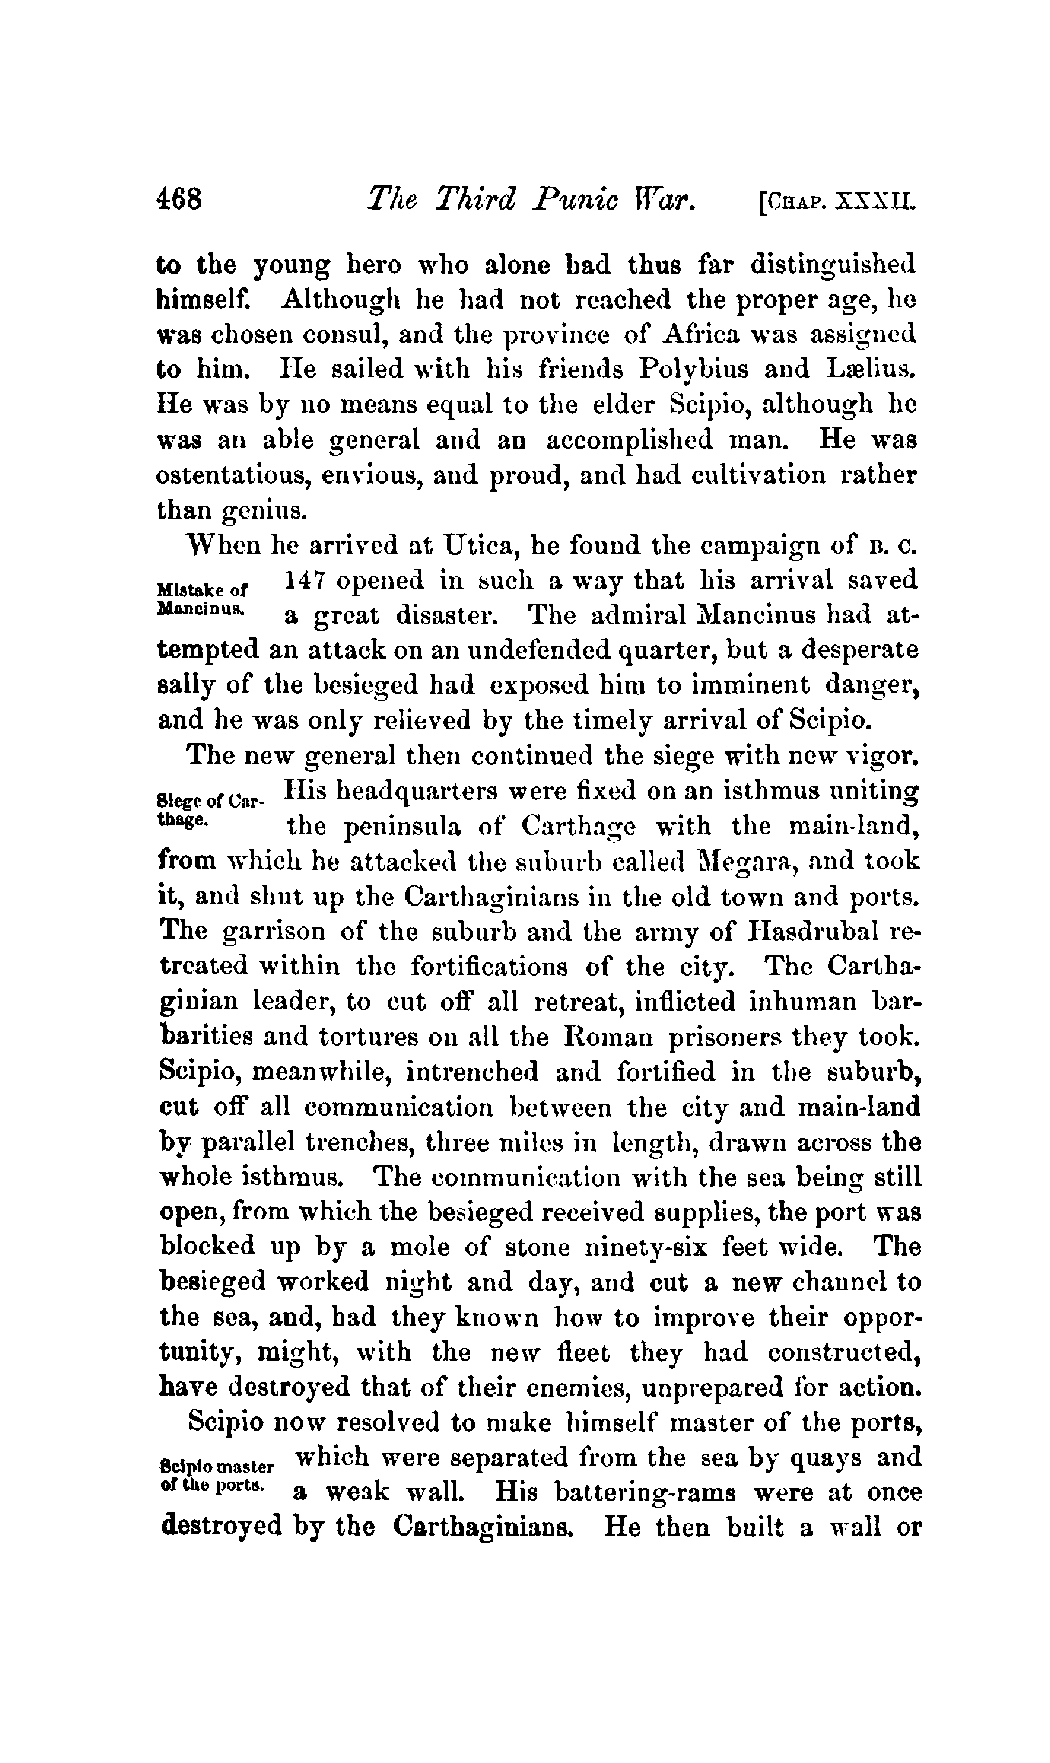 468 The Third Punic War. [CHAP. XXXII.
to the young hero who alone had thus far distinguished
himself. Although he had not reached the proper age, he
was chosen consul, and the province of Africa was assigned
to him. He sailed with his friends Polybius and Lælius.
He was by no means equal to the elder Scipio, although he
was an able general and an accomplished man. He was
ostentatious, envious, and proud, and had cultivation rather
than genius.
When he arrived at Utica, he found the campaign of B. C.
Mistake of 147 opened in such a way that his arrival saved
Mancinus. a great disaster. The admiral Mancinus had at-
tempted an attack on an undefended quarter, but a desperate
sally of the besieged had exposed him to imminent danger,
and he was only relieved by the timely arrival of Scipio.
The new general then continued the siege with new vigor.
Siege of Car- His headquarters were fixed on an isthmus uniting
thage. the peninsula of Carthage with the main-land,
from which he attacked the suburb called Megara, and took
it, and shut up the Carthaginians in the old town and ports.
The garrison of the suburb and the army of Hasdrubal re-
treated within the fortifications of the city. The Cartha-
ginian leader, to cut off all retreat, inflicted inhuman bar-
barities and tortures on all the Roman prisoners they took.
Scipio, meanwhile, intrenched and fortified in the suburb,
cut off all communication between the city and main-land
by parallel trenches, three miles in length, drawn across the
whole isthmus. The communication with the sea being still
open, from which the besieged received supplies, the port was
blocked up by a mole of stone ninety-six feet wide. The
besieged worked night and day, and cut a new channel to
the sea, and, had they known how to improve their oppor-
tunity, might, with the new fleet they had constructed,
have destroyed that of their enemies, unprepared for action.
Scipio now resolved to make himself master of the ports,
Scipio master which were separated from the sea by quays and
of the ports. a weak wall. His battering-rams were at once
destroyed by the Carthaginians. He then built a wall or